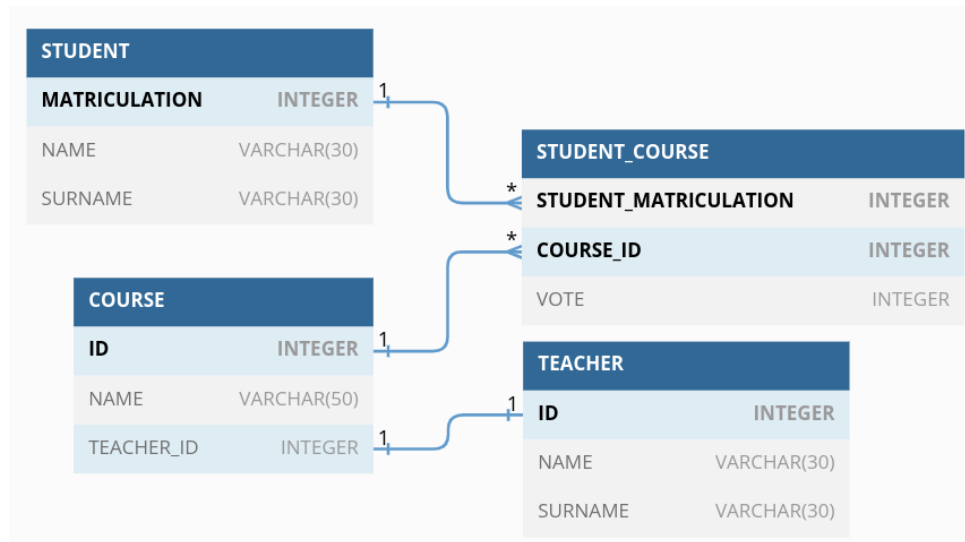 STUDENT
MATRICULATION INTEGER
NAME VARCHAR(30)
SURNAME VARCHAR(30)
1
STUDENT_COURSE
* STUDENT_MATRICULATION INTEGER
* COURSE_ID INTEGER
VOTE INTEGER
COURSE
ID INTEGER 1
NAME VARCHAR(50)
TEACHER_ID INTEGER 1
TEACHER
1 ID INTEGER
NAME VARCHAR(30)
SURNAME VARCHAR(30)